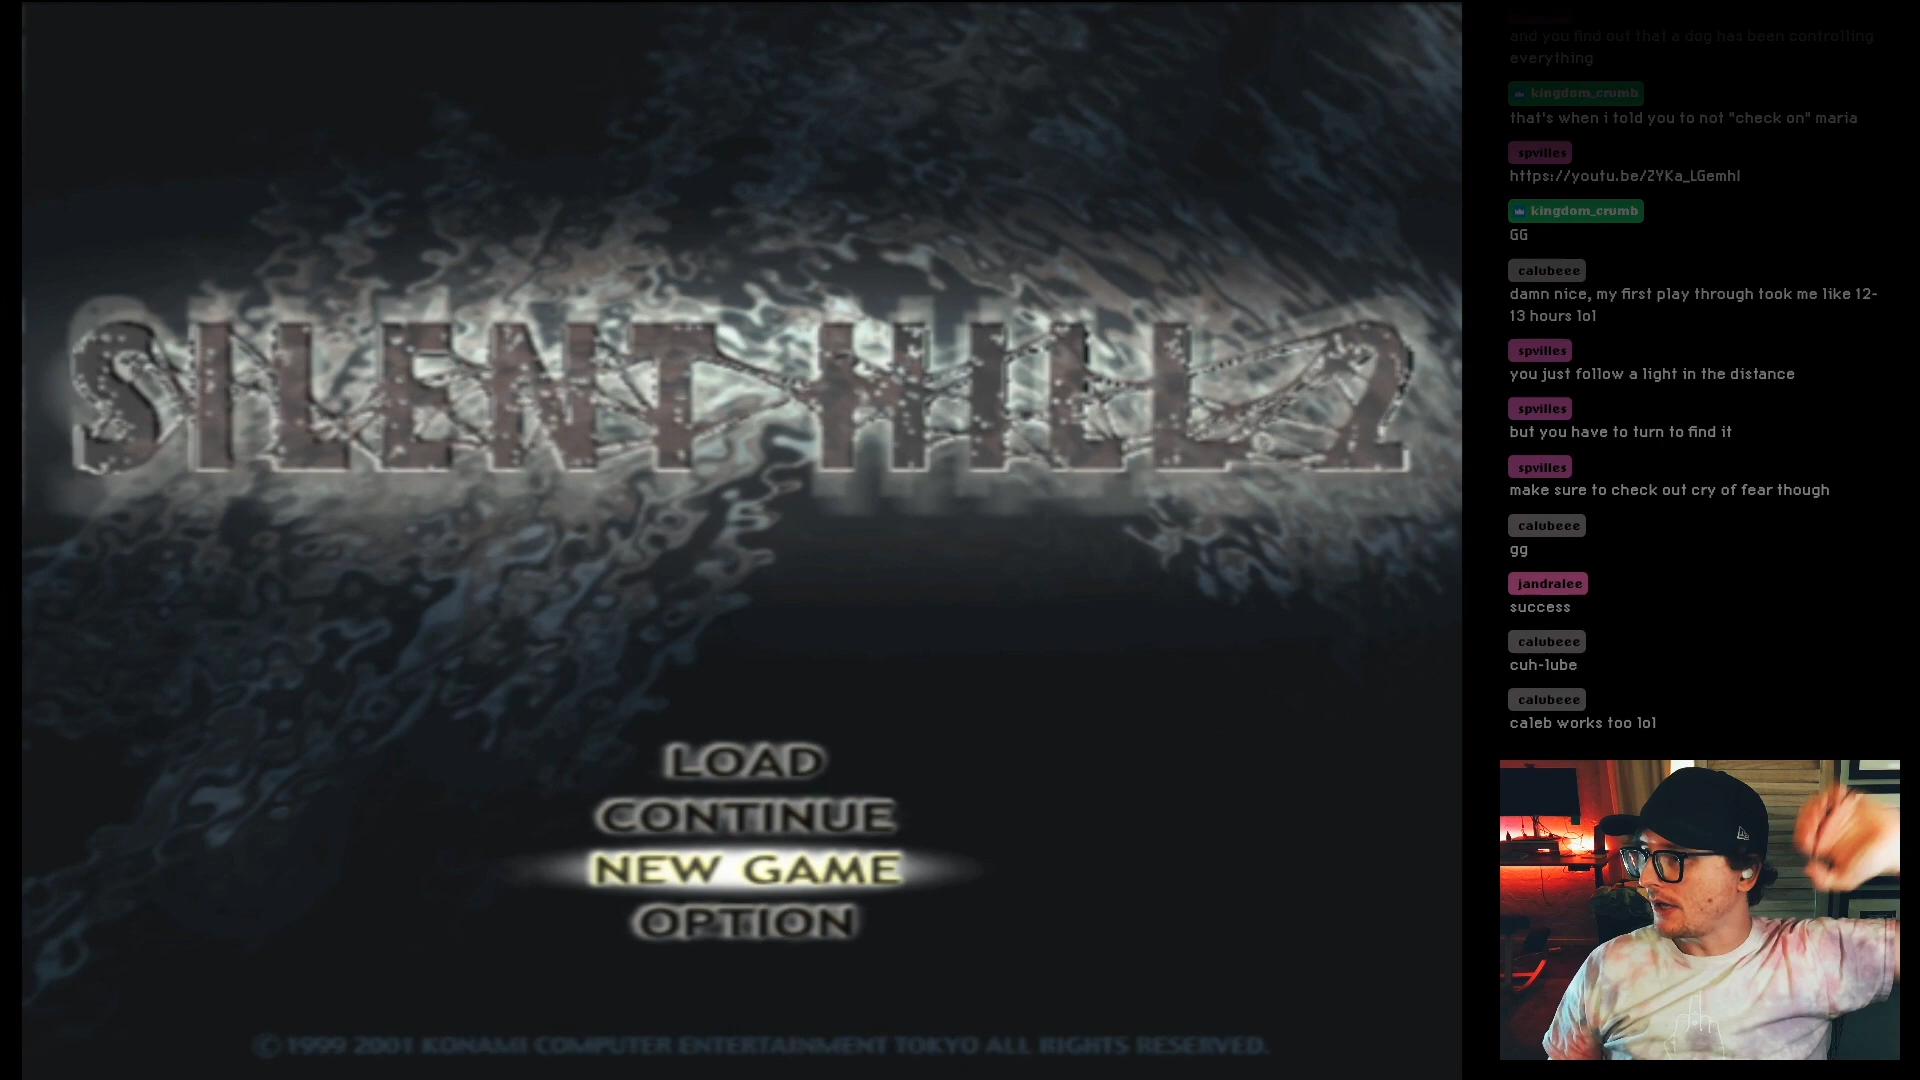 SILENT HILL 2
LOAD
CONTINUE
NEW GAME
OPTION
© 1999 2001 KONAMI COMPUTER ENTERTAINMENT TOKYO ALL RIGHTS RESERVED.
and you find out that a dog has been controlling
everything
kingdom_crumb
that's when i told you to not "check on" maria
spvilles
https://youtu.be/ZYKa_LGemhI
kingdom_crumb
GG
calubeee
damn nice, my first play through took me like 12-
13 hours lol
spvilles
you just follow a light in the distance
spvilles
but you have to turn to find it
spvilles
make sure to check out cry of fear though
calubeee
gg
jandralee
success
calubeee
cuh-lube
calubeee
caleb works too lol